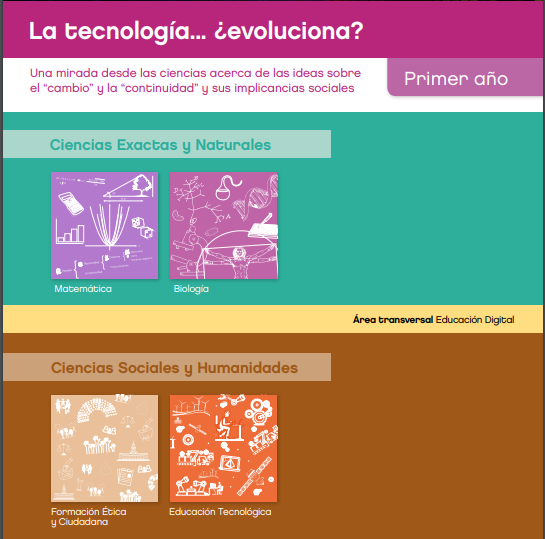 La tecnología... ¿evoluciona?
Una mirada desde las ciencias acerca de las ideas sobre
el “cambio” y la “continuidad” y sus implicancias sociales
Primer año
Ciencias Exactas y Naturales
Matemática
Biología
Área transversal Educación Digital
Ciencias Sociales y Humanidades
Formación Ética
y Ciudadana
Educación Tecnológica